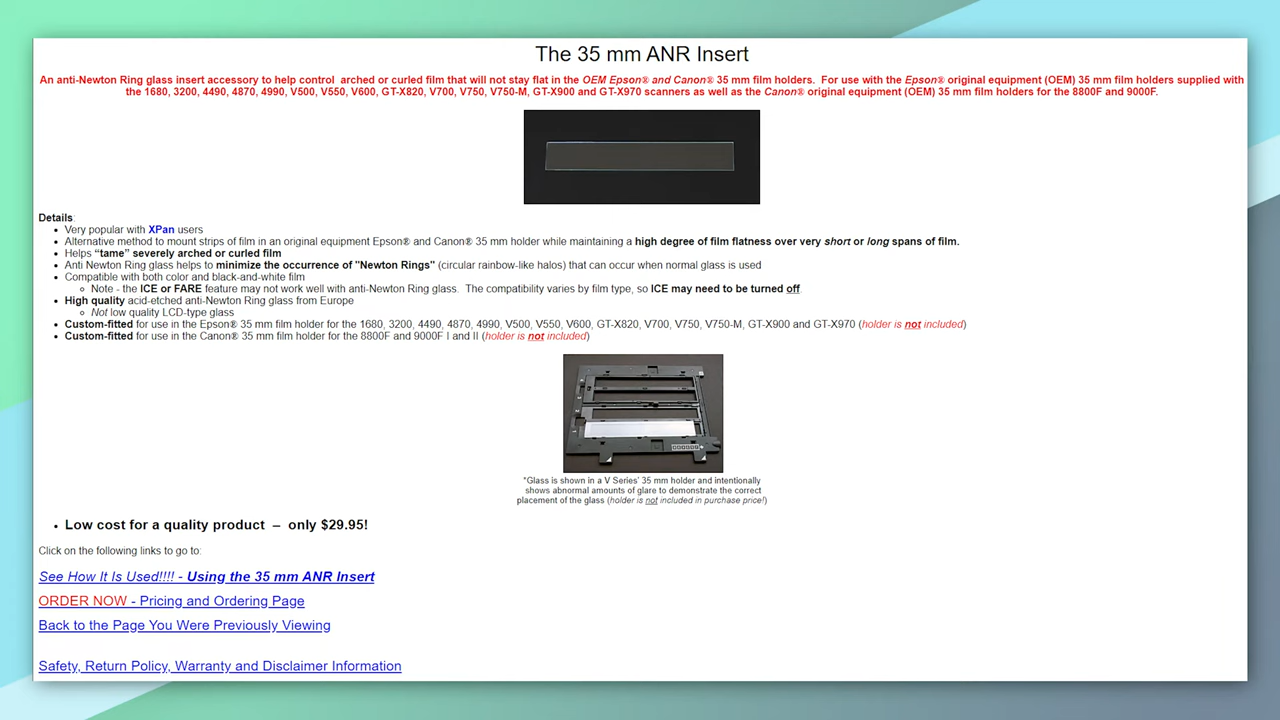 The 35 mm ANR Insert
An anti-Newton Ring glass insert accessory to help control arched or curled film that will not stay flat in the OEM Epson® and Canon® 35 mm film holders. For use with the Epson® original equipment (OEM) 35 mm film holders supplied with
the 1680, 3200, 4490, 4870, 4990, V500, V550, V600, GT-X820, V700, V750, V750-M, GT-X900 and GT-X970 scanners as well as the Canon® original equipment (OEM) 35 mm film holders for the 8800F and 9000F.
Details:
• Very popular with XPan users
• Alternative method to mount strips of film in an original equipment Epson® and Canon® 35 mm holder while maintaining a high degree of film flatness over very short or long spans of film.
• Helps “tame” severely arched or curled film
• Anti Newton Ring glass helps to minimize the occurrence of "Newton Rings" (circular rainbow-like halos) that can occur when normal glass is used
• Compatible with both color and black-and-white film
○ Note - the ICE or FARE feature may not work well with anti-Newton Ring glass. The compatibility varies by film type, so ICE may need to be turned off.
• High quality acid-etched anti-Newton Ring glass from Europe
○ Not low quality LCD-type glass
• Custom-fitted for use in the Epson® 35 mm film holder for the 1680, 3200, 4490, 4870, 4990, V500, V550, V600, GT-X820, V700, V750, V750-M, GT-X900 and GT-X970 (holder is not included)
• Custom-fitted for use in the Canon® 35 mm film holder for the 8800F and 9000F I and II (holder is not included)
*Glass is shown in a V Series' 35 mm holder and intentionally
shows abnormal amounts of glare to demonstrate the correct
placement of the glass (holder is not included in purchase price!)
• Low cost for a quality product – only $29.95!
Click on the following links to go to:
See How It Is Used!!!! - Using the 35 mm ANR Insert
ORDER NOW - Pricing and Ordering Page
Back to the Page You Were Previously Viewing
Safety, Return Policy, Warranty and Disclaimer Information